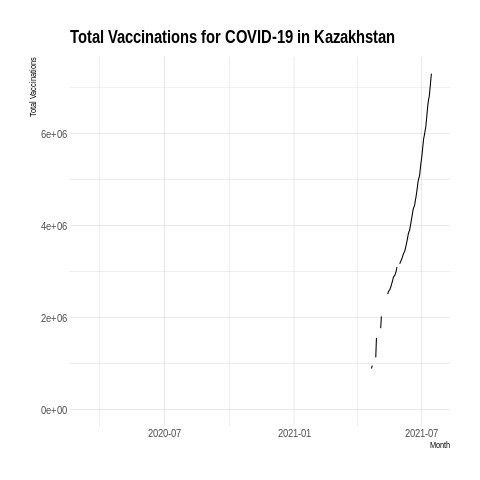 Total Vaccinations for COVID-19 in Kazakhstan
Total Vaccinations
6e+06
4e+06
2e+06
0e+00
2020-07
2021-01
2021-07
Month